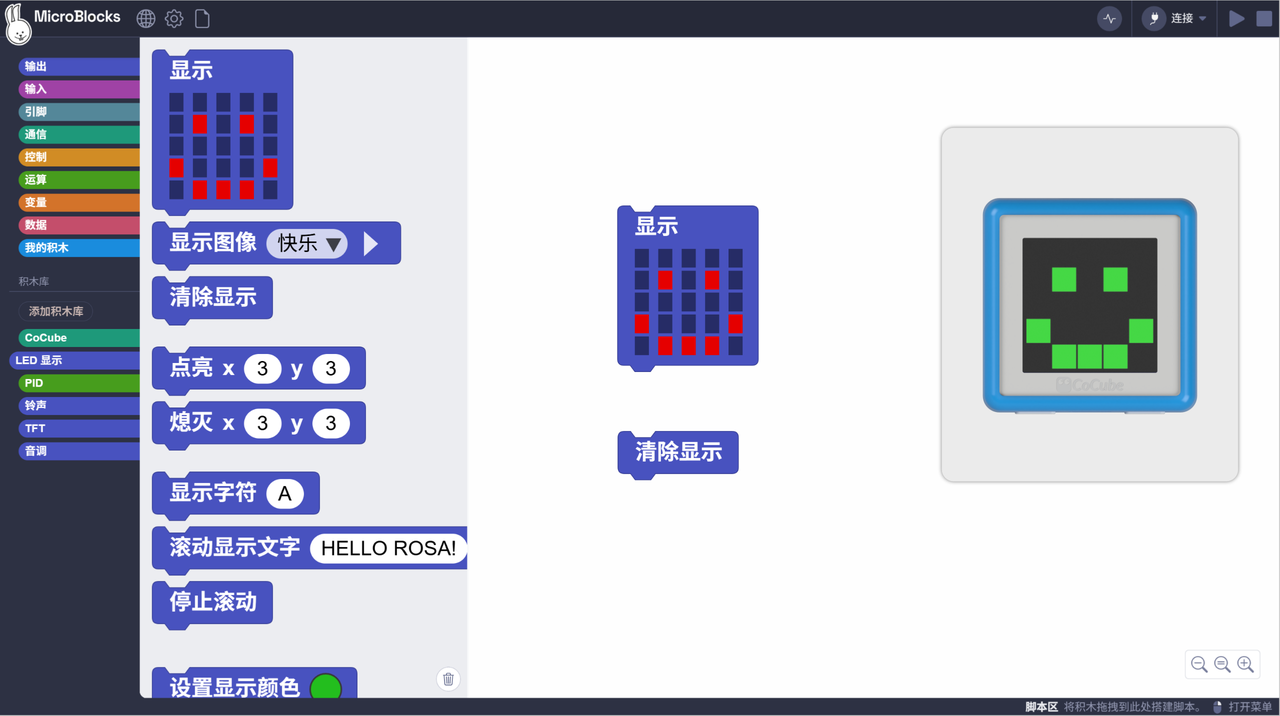 MicroBlocks
连接
输出
输入
引脚
通信
控制
运算
变量
数据
我的积木
积木库
添加积木库
CoCube
LED 显示
PID
铃声
TFT
音调
显示
显示图像 快乐
清除显示
点亮 x 3 y 3
熄灭 x 3 y 3
显示字符 A
滚动显示文字 HELLO ROSA!
停止滚动
设置显示颜色
显示
清除显示
CoCube
脚本区 将积木拖拽到此处搭建脚本。 打开菜单